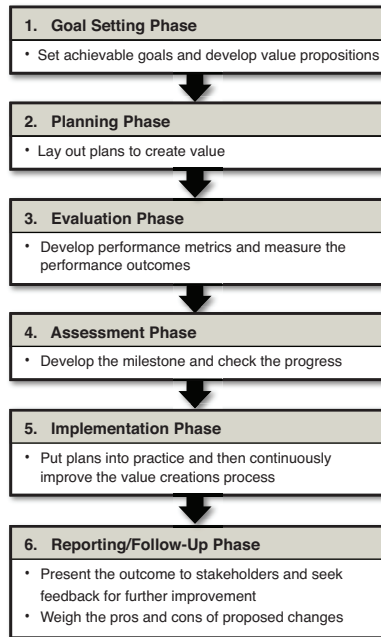 1. Goal Setting Phase
• Set achievable goals and develop value propositions
2. Planning Phase
• Lay out plans to create value
3. Evaluation Phase
• Develop performance metrics and measure the
performance outcomes
4. Assessment Phase
• Develop the milestone and check the progress
5. Implementation Phase
• Put plans into practice and then continuously
improve the value creations process
6. Reporting/Follow-Up Phase
• Present the outcome to stakeholders and seek
feedback for further improvement
• Weigh the pros and cons of proposed changes